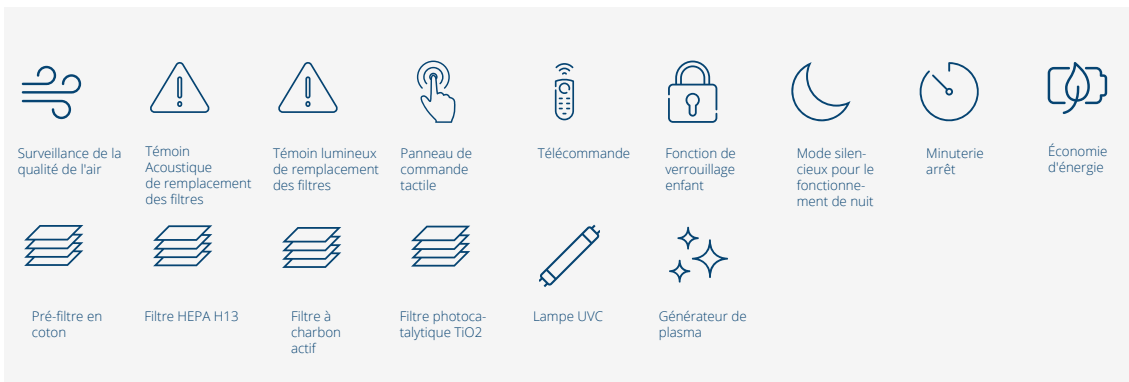 Surveillance de la
qualité de l'air
Témoin
Acoustique
de remplacement
des filtres
Témoin lumineux
de remplacement
des filtres
Panneau de
commande
tactile
Télécommande
Fonction de
verrouillage
enfant
Mode silen-
cieux pour le
fonctionne-
ment de nuit
Minuterie
arrêt
Économie
d'énergie
Pré-filtre en
coton
Filtre HEPA H13
Filtre à
charbon
actif
Filtre photoca-
talytique TiO2
Lampe UVC
Générateur de
plasma